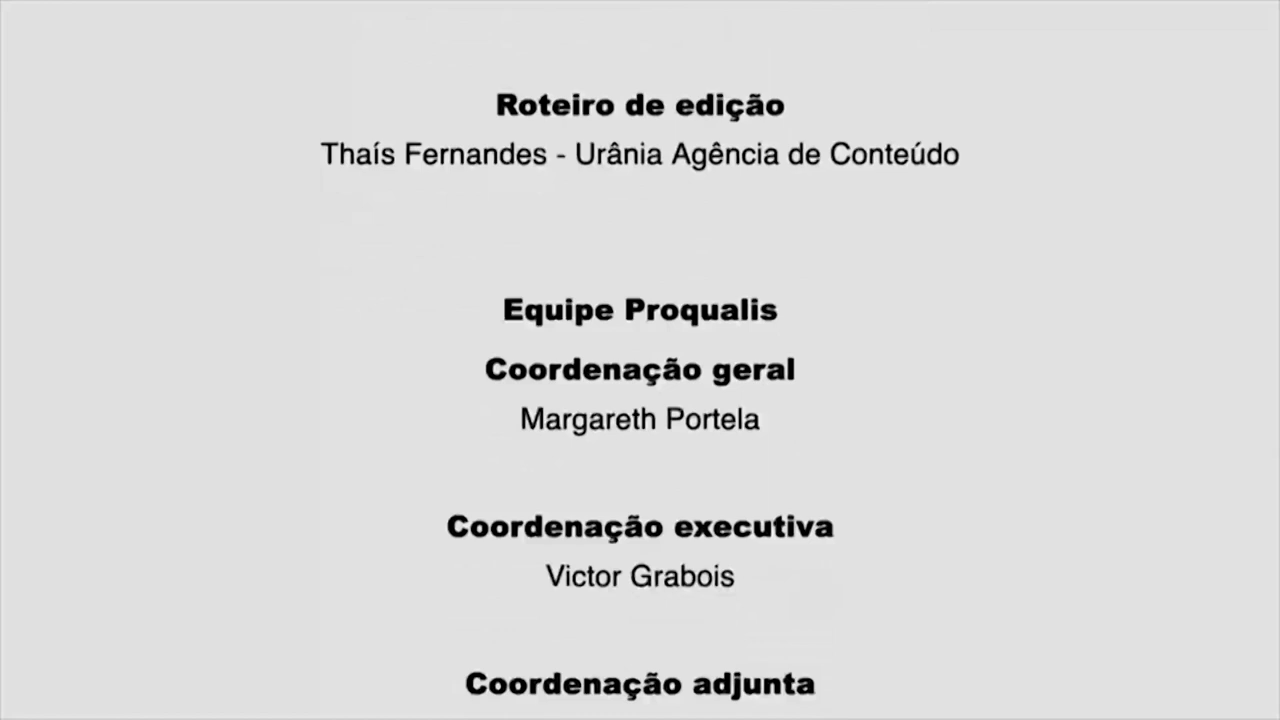 Roteiro de edição
Thaís Fernandes - Urânia Agência de Conteúdo
Equipe Proqualis
Coordenação geral
Margareth Portela
Coordenação executiva
Victor Grabois
Coordenação adjunta